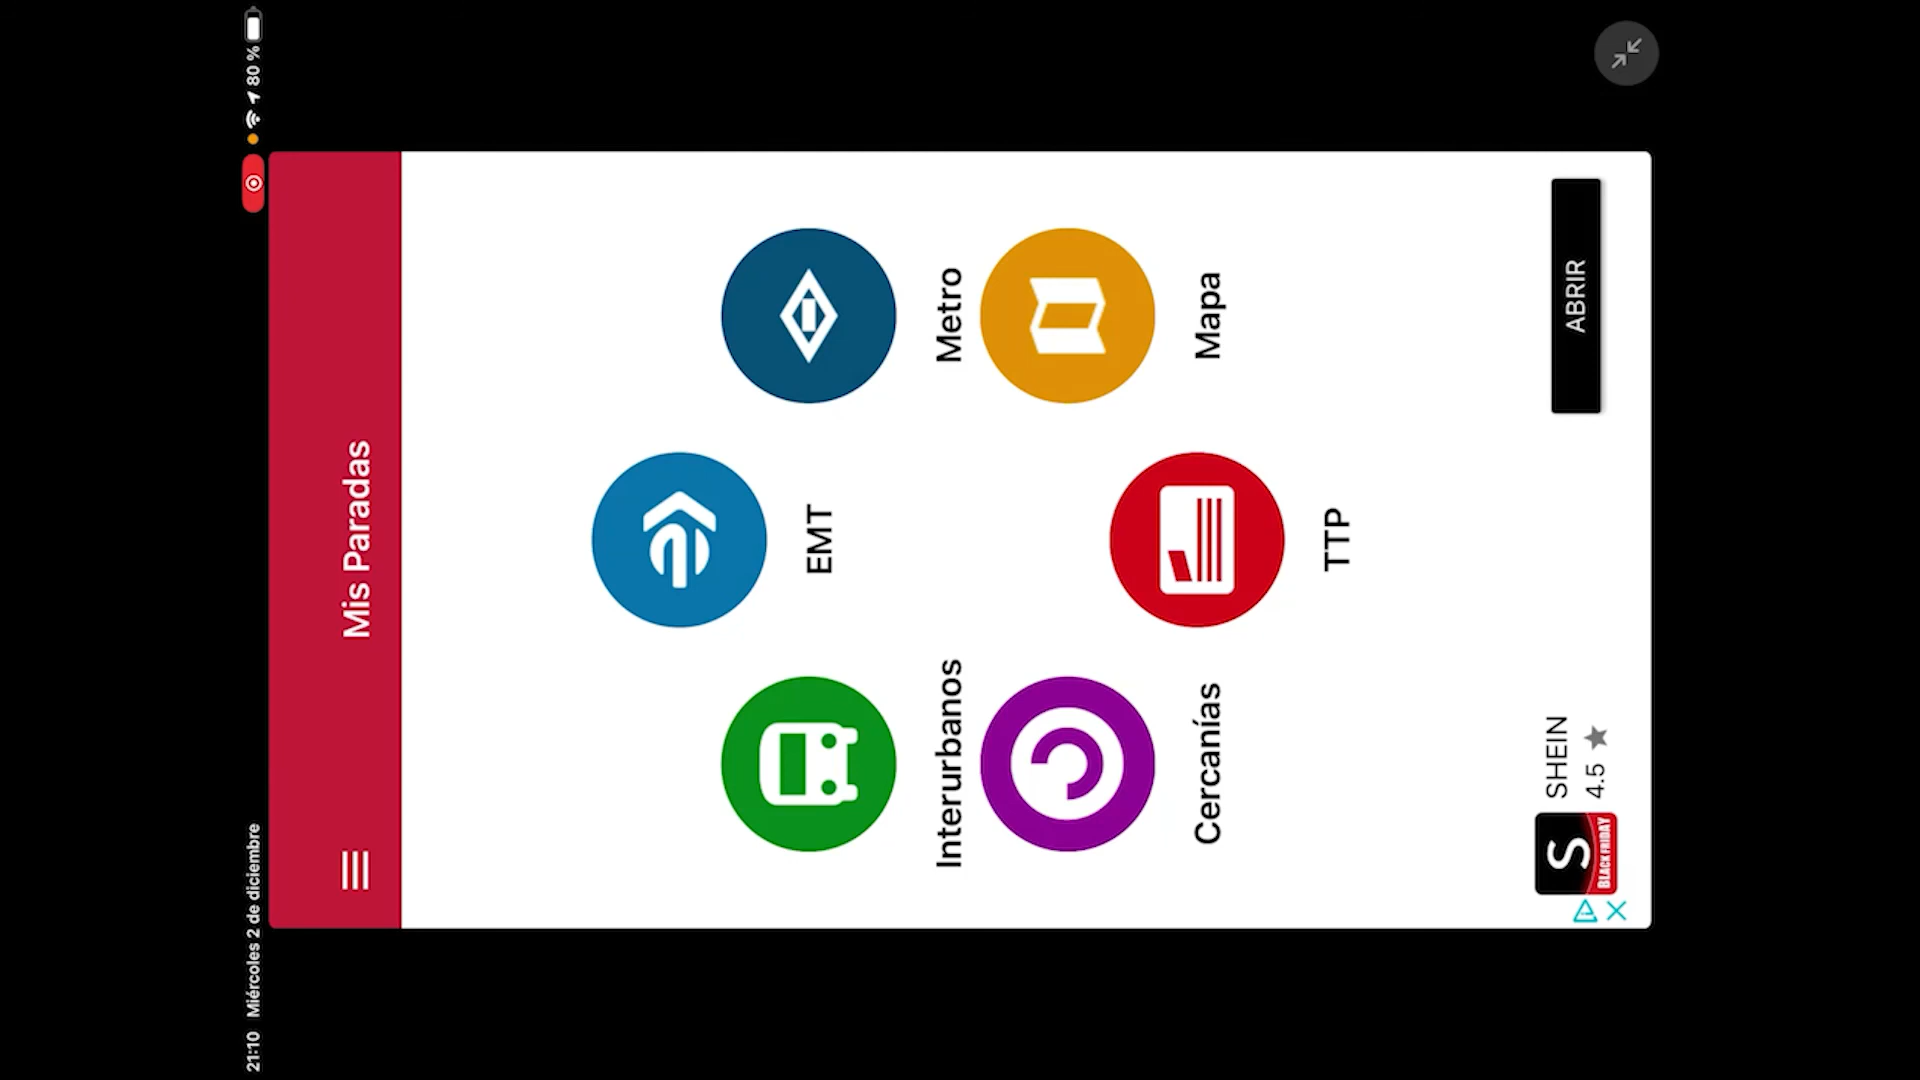 21:10 Miércoles 2 de diciembre
80 %
Mis Paradas
EMT
Interurbanos
Metro
Cercanías
Mapa
TTP
S
BLACK FRIDAY
SHEIN
4.5
ABRIR